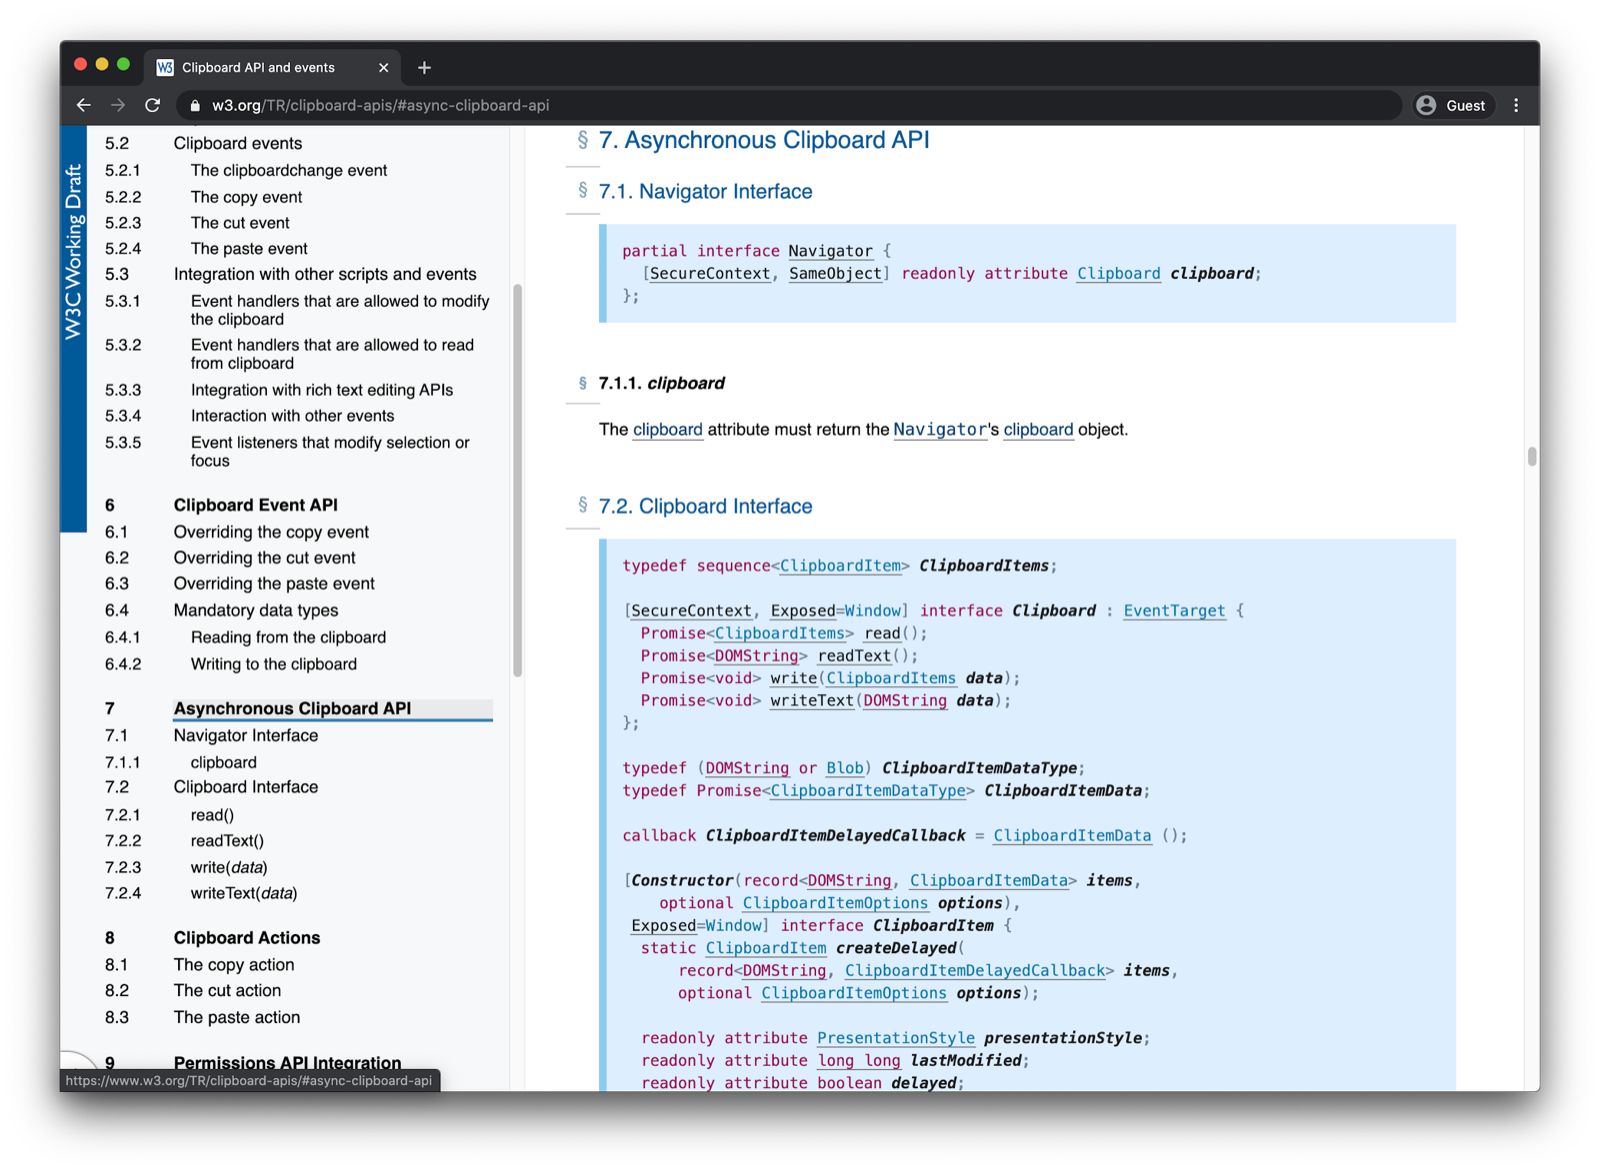 Clipboard API and events
w3.org/TR/clipboard-apis/#async-clipboard-api
Guest
W3C Working Draft
5.2 Clipboard events
5.2.1 The clipboardchange event
5.2.2 The copy event
5.2.3 The cut event
5.2.4 The paste event
5.3 Integration with other scripts and events
5.3.1 Event handlers that are allowed to modify
the clipboard
5.3.2 Event handlers that are allowed to read
from clipboard
5.3.3 Integration with rich text editing APIs
5.3.4 Interaction with other events
5.3.5 Event listeners that modify selection or
focus
6 Clipboard Event API
6.1 Overriding the copy event
6.2 Overriding the cut event
6.3 Overriding the paste event
6.4 Mandatory data types
6.4.1 Reading from the clipboard
6.4.2 Writing to the clipboard
7 Asynchronous Clipboard API
7.1 Navigator Interface
7.1.1 clipboard
7.2 Clipboard Interface
7.2.1 read()
7.2.2 readText()
7.2.3 write(data)
7.2.4 writeText(data)
8 Clipboard Actions
8.1 The copy action
8.2 The cut action
8.3 The paste action
9 Permissions API Integration
https://www.w3.org/TR/clipboard-apis/#async-clipboard-api
§ 7. Asynchronous Clipboard API
§ 7.1. Navigator Interface
partial interface Navigator {
[SecureContext, SameObject] readonly attribute Clipboard clipboard;
};
§ 7.1.1. clipboard
The clipboard attribute must return the Navigator's clipboard object.
§ 7.2. Clipboard Interface
typedef sequence<ClipboardItem> ClipboardItems;
[SecureContext, Exposed=Window] interface Clipboard : EventTarget {
Promise<ClipboardItems> read();
Promise<DOMString> readText();
Promise<void> write(ClipboardItems data);
Promise<void> writeText(DOMString data);
};
typedef (DOMString or Blob) ClipboardItemDataType;
typedef Promise<ClipboardItemDataType> ClipboardItemData;
callback ClipboardItemDelayedCallback = ClipboardItemData ();
[Constructor(record<DOMString, ClipboardItemData> items,
optional ClipboardItemOptions options),
Exposed=Window] interface ClipboardItem {
static ClipboardItem createDelayed(
record<DOMString, ClipboardItemDelayedCallback> items,
optional ClipboardItemOptions options);
readonly attribute PresentationStyle presentationStyle;
readonly attribute long long lastModified;
readonly attribute boolean delayed;